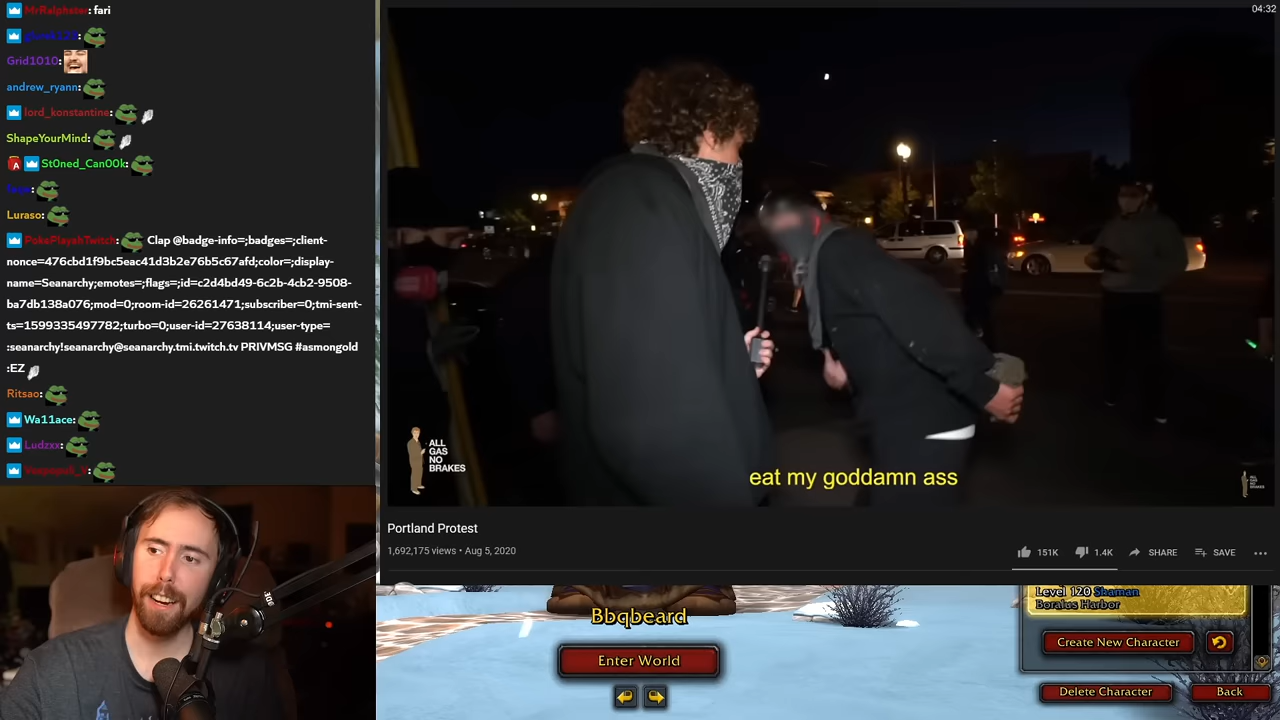 MrRalphster: fari
Grid1010:
andrew_ryann:
lord_konstantine:
ShapeYourMind:
St0ned_Can00k:
Luraso:
PokePlayahTwitch: Clap @badge-info=;badges=;client-
nonce=476cbd1f9bc5eac41d3b2e76b5c67afd;color=;display-
name=Seanarchy;emotes=;flags=;id=c2d4bd49-6c2b-4cb2-9508-
ba7db138a076;mod=0;room-id=26261471;subscriber=0;tmi-sent-
ts=1599335497782;turbo=0;user-id=27638114;user-type=
:seanarchy!seanarchy@seanarchy.tmi.twitch.tv PRIVMSG #asmongold
:EZ
Ritsao:
Wa11ace:
Ludzxx:
04:32
ALL
GAS
NO
BRAKES
eat my goddamn ass
ALL
GAS
NO
BRAKES
Portland Protest
1,692,175 views • Aug 5, 2020
151K
1.4K
SHARE
SAVE
Bbqbeard
Enter World
Level 120 Shaman
Boralus Harbor
Create New Character
Delete Character
Back